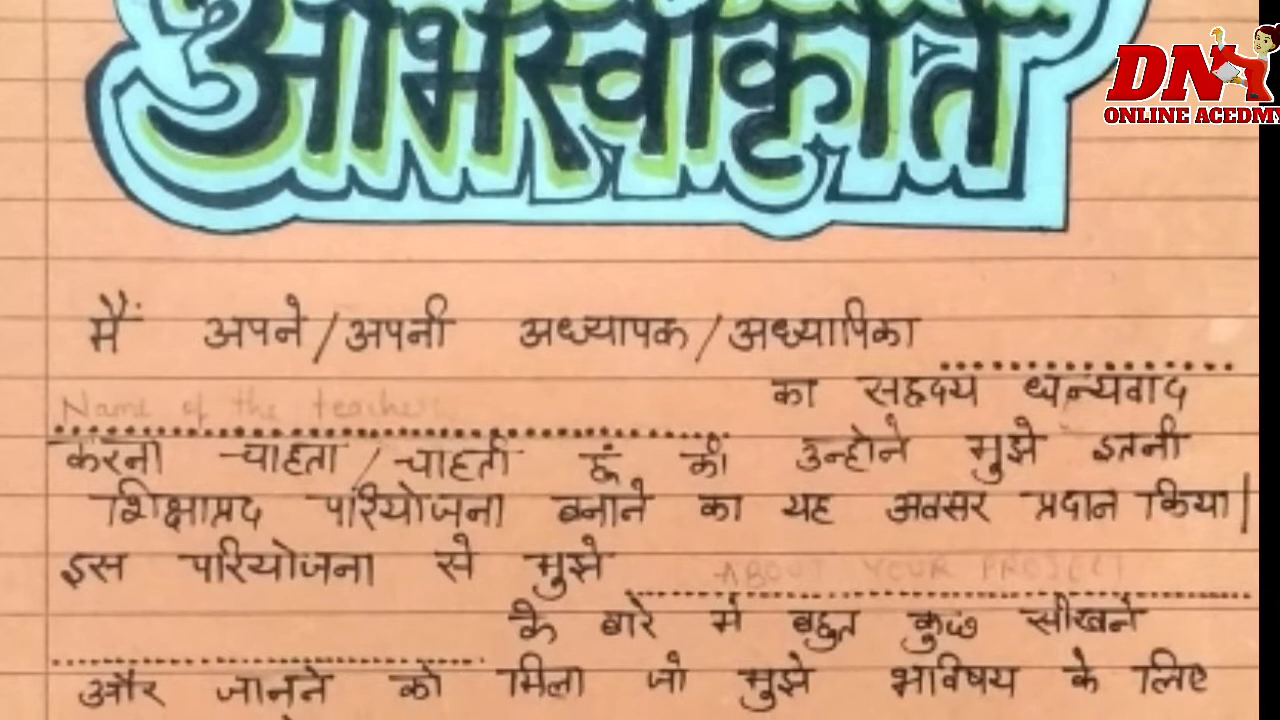 अभिस्वीकृति
DN
ONLINE ACEDMY
मैं अपने/अपनी अध्यापक/अध्यापिका
Name of the teacher का सहृदय धन्यवाद
करना चाहता/चाहती हूं की उन्होने मुझे इतनी
शिक्षाप्रद परियोजना बनाने का यह अवसर प्रदान किया|
इस परियोजना से मुझे ABOUT YOUR PROJECT
के बारे मे बहुत कुछ सीखने
और जानने को मिला जो मुझे भविषय के लिए